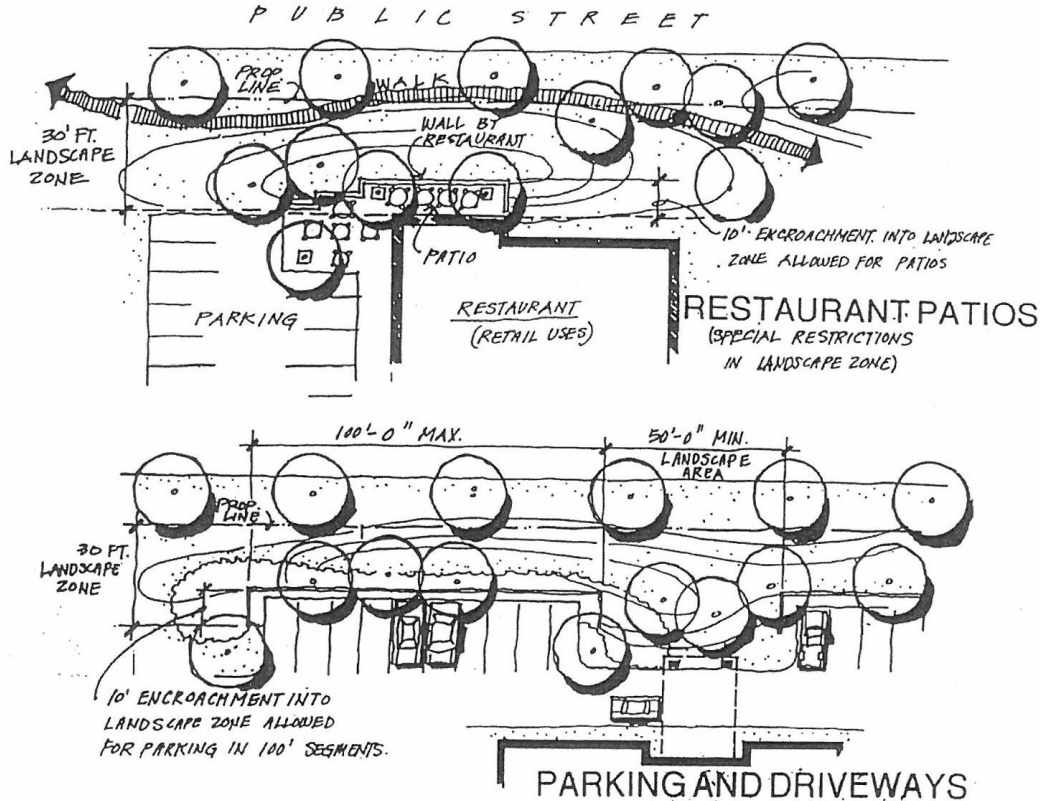 PUBLIC STREET
PROP.
LINE
WALK
30' FT.
LANDSCAPE
ZONE
WALL BY
RESTAURANT
PATIO
10' ENCROACHMENT INTO LANDSCAPE
ZONE ALLOWED FOR PATIOS
PARKING
RESTAURANT
(RETAIL USES)
RESTAURANT PATIOS
(SPECIAL RESTRICTIONS
IN LANDSCAPE ZONE)
100'-0" MAX.
50'-0" MIN.
LANDSCAPE
AREA
PROP.
LINE
30 FT.
LANDSCAPE
ZONE
10' ENCROACHMENT INTO
LANDSCAPE ZONE ALLOWED
FOR PARKING IN 100' SEGMENTS.
PARKING AND DRIVEWAYS